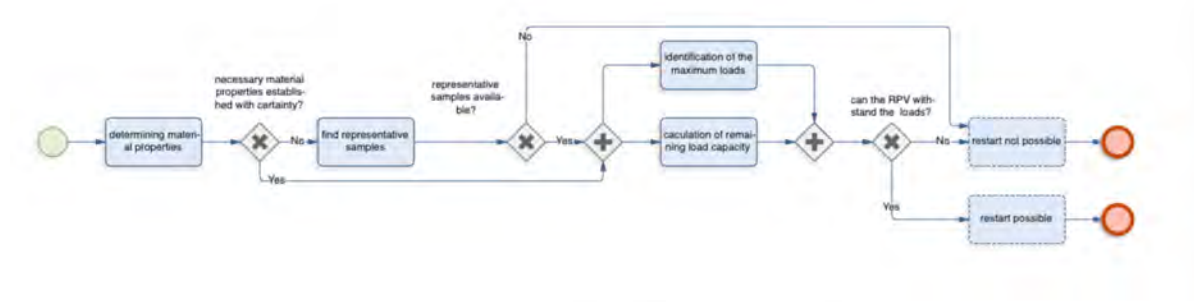 No
identification of the
maximum loads
necessary material
properties establis-
hed with certainty?
representative
samples availa-
ble?
can the RPV with-
stand the loads?
determining materi-
al properties
No
find representative
samples
Yes
caculation of remai-
ning load capacity
No
restart not possible
Yes
Yes
restart possible